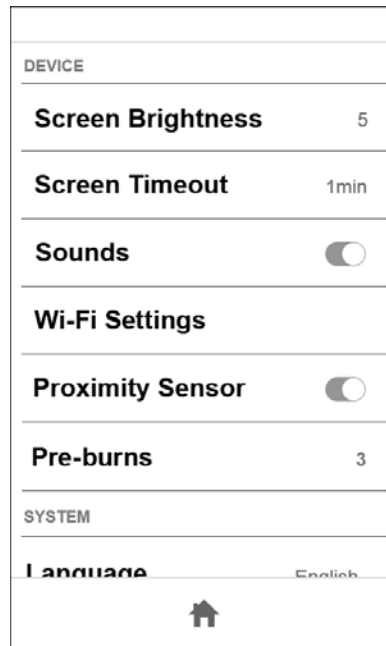 DEVICE
Screen Brightness 5
Screen Timeout 1min
Sounds
Wi-Fi Settings
Proximity Sensor
Pre-burns 3
SYSTEM
Language English